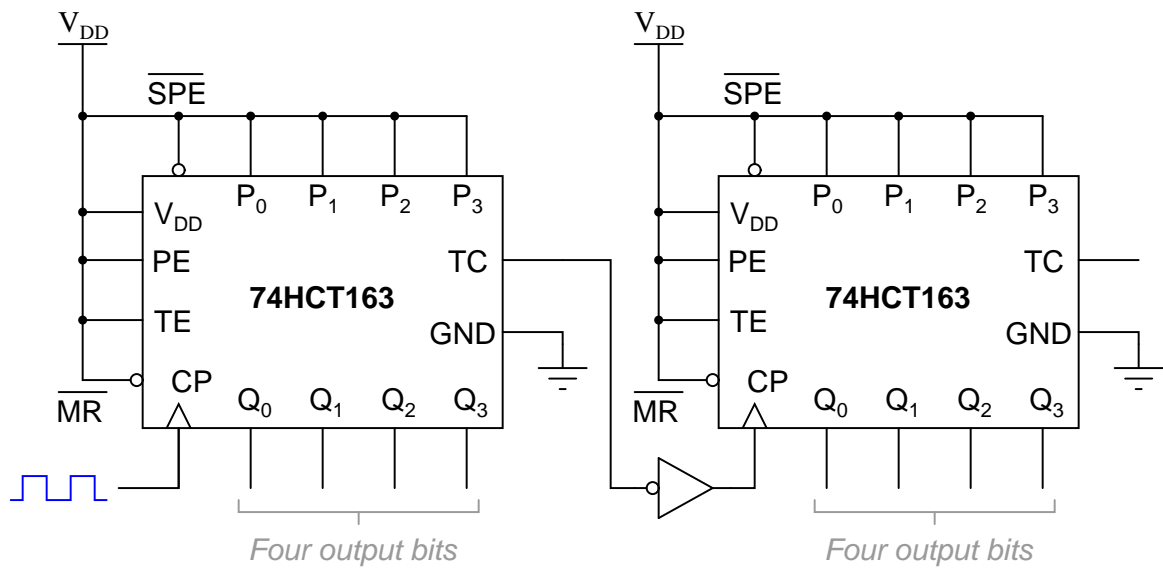 VDD VDD
SPE SPE
P0 P1 P2 P3 P0 P1 P2 P3
VDD VDD
PE TC PE TC
74HCT163 74HCT163
TE GND TE GND
CP CP
MR Q0 Q1 Q2 Q3 MR Q0 Q1 Q2 Q3
Four output bits Four output bits